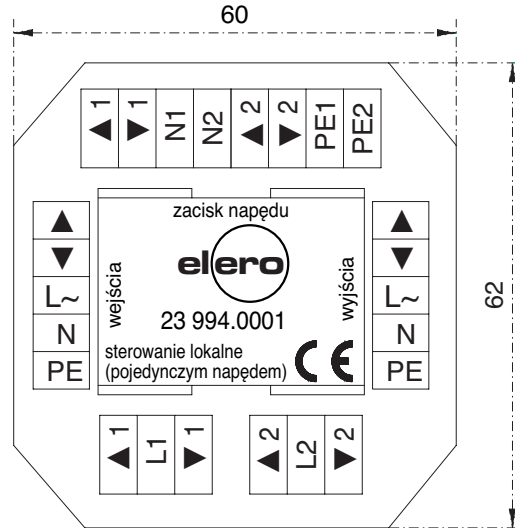 60
▲ 1 ▼ 1 N1 N2 ▲ 2 ▼ 2 PE1 PE2
▲
▼
L~
N
PE
wejścia
zacisk napędu
elero
23 994.0001
sterowanie lokalne
(pojedynczym napędem) CE
wyjścia
▲
▼
L~
N
PE
62
▲ 1 L1 ▼ 1
▲ 2 L2 ▼ 2